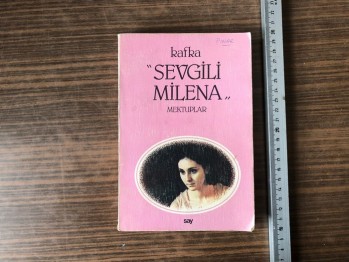 kafka
"SEVGİLİ
MİLENA"
MEKTUPLAR
say